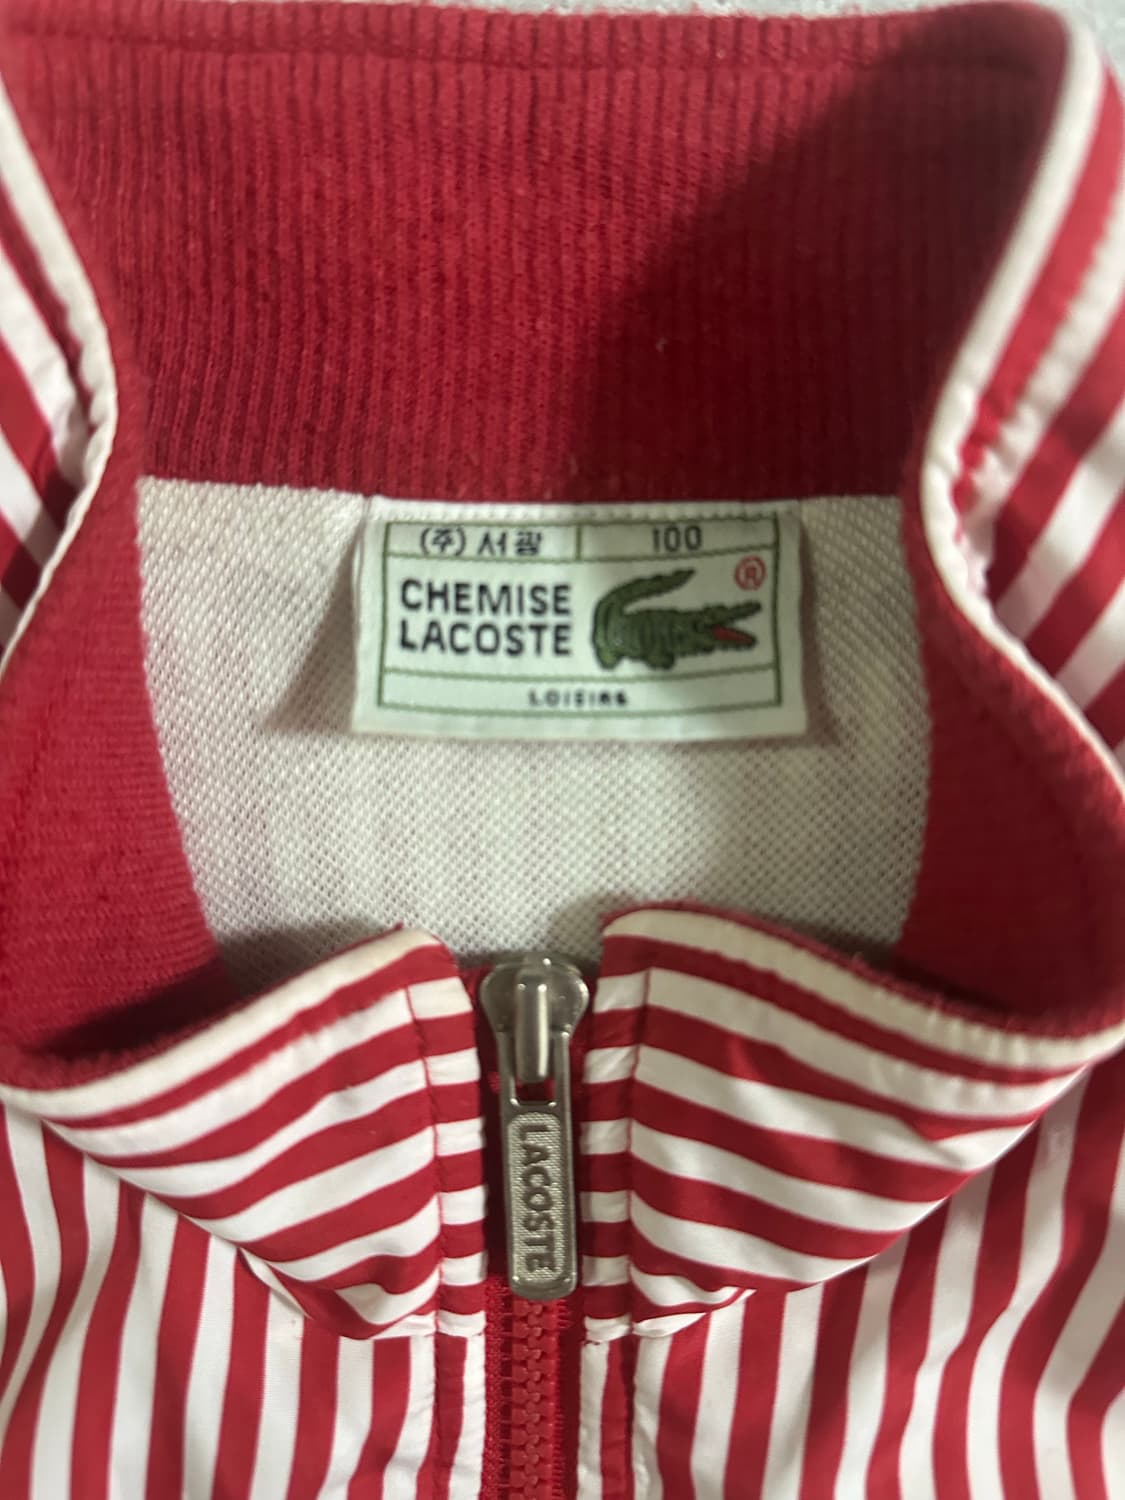 (주) 서광 100
CHEMISE
LACOSTE
®
LOISIRS
LACOSTE